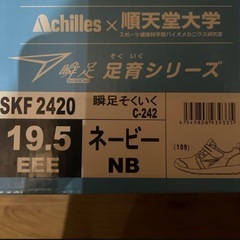 Achilles × 順天堂大学
スポーツ健康科学部バイオメカニクス研究室
そくいく
瞬足 足育シリーズ
SKF 2420
瞬足そくいく
C-242
19.5
EEE
ネービー
NB
(109)